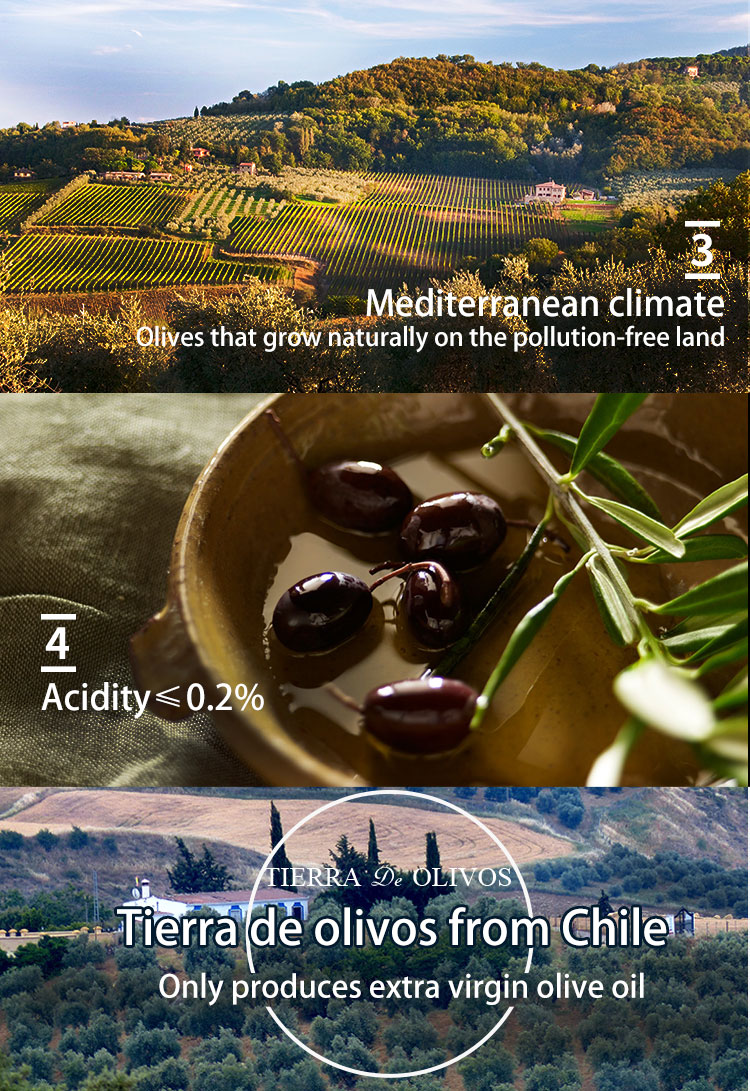 3
Mediterranean climate
Olives that grow naturally on the pollution-free land
4
Acidity≤0.2%
TIERRA De OLIVOS
Tierra de olivos from Chile
Only produces extra virgin olive oil